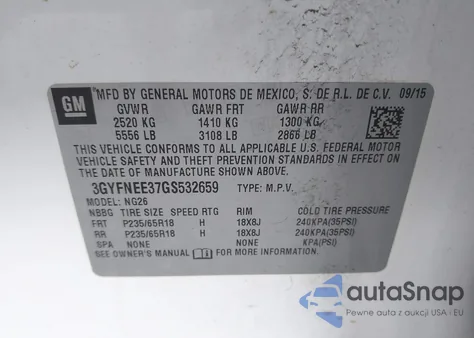 GM
MFD BY GENERAL MOTORS DE MEXICO, S. DE R.L. DE C.V. 09/15
GVWR GAWR FRT GAWR RR
2520 KG 1410 KG 1300 KG
5556 LB 3108 LB 2866 LB
THIS VEHICLE CONFORMS TO ALL APPLICABLE U.S. FEDERAL MOTOR
VEHICLE SAFETY, BUMPER, AND THEFT PREVENTION STANDARDS IN EFFECT ON
THE DATE OF MANUFACTURE SHOWN ABOVE.
3GYFNEE37GS532659 TYPE: M.P.V.
MODEL: NG26
NBBG TIRE SIZE SPEED RTG RIM COLD TIRE PRESSURE
FRT P235/65R18 H 18X8J 240KPA(35PSI)
RR P235/65R18 H 18X8J 240KPA(35PSI)
SPA NONE NONE KPA(PSI)
SEE OWNER'S MANUAL FOR MORE INFORMATION.
autoSnap
Auta z aukcji USA i EU